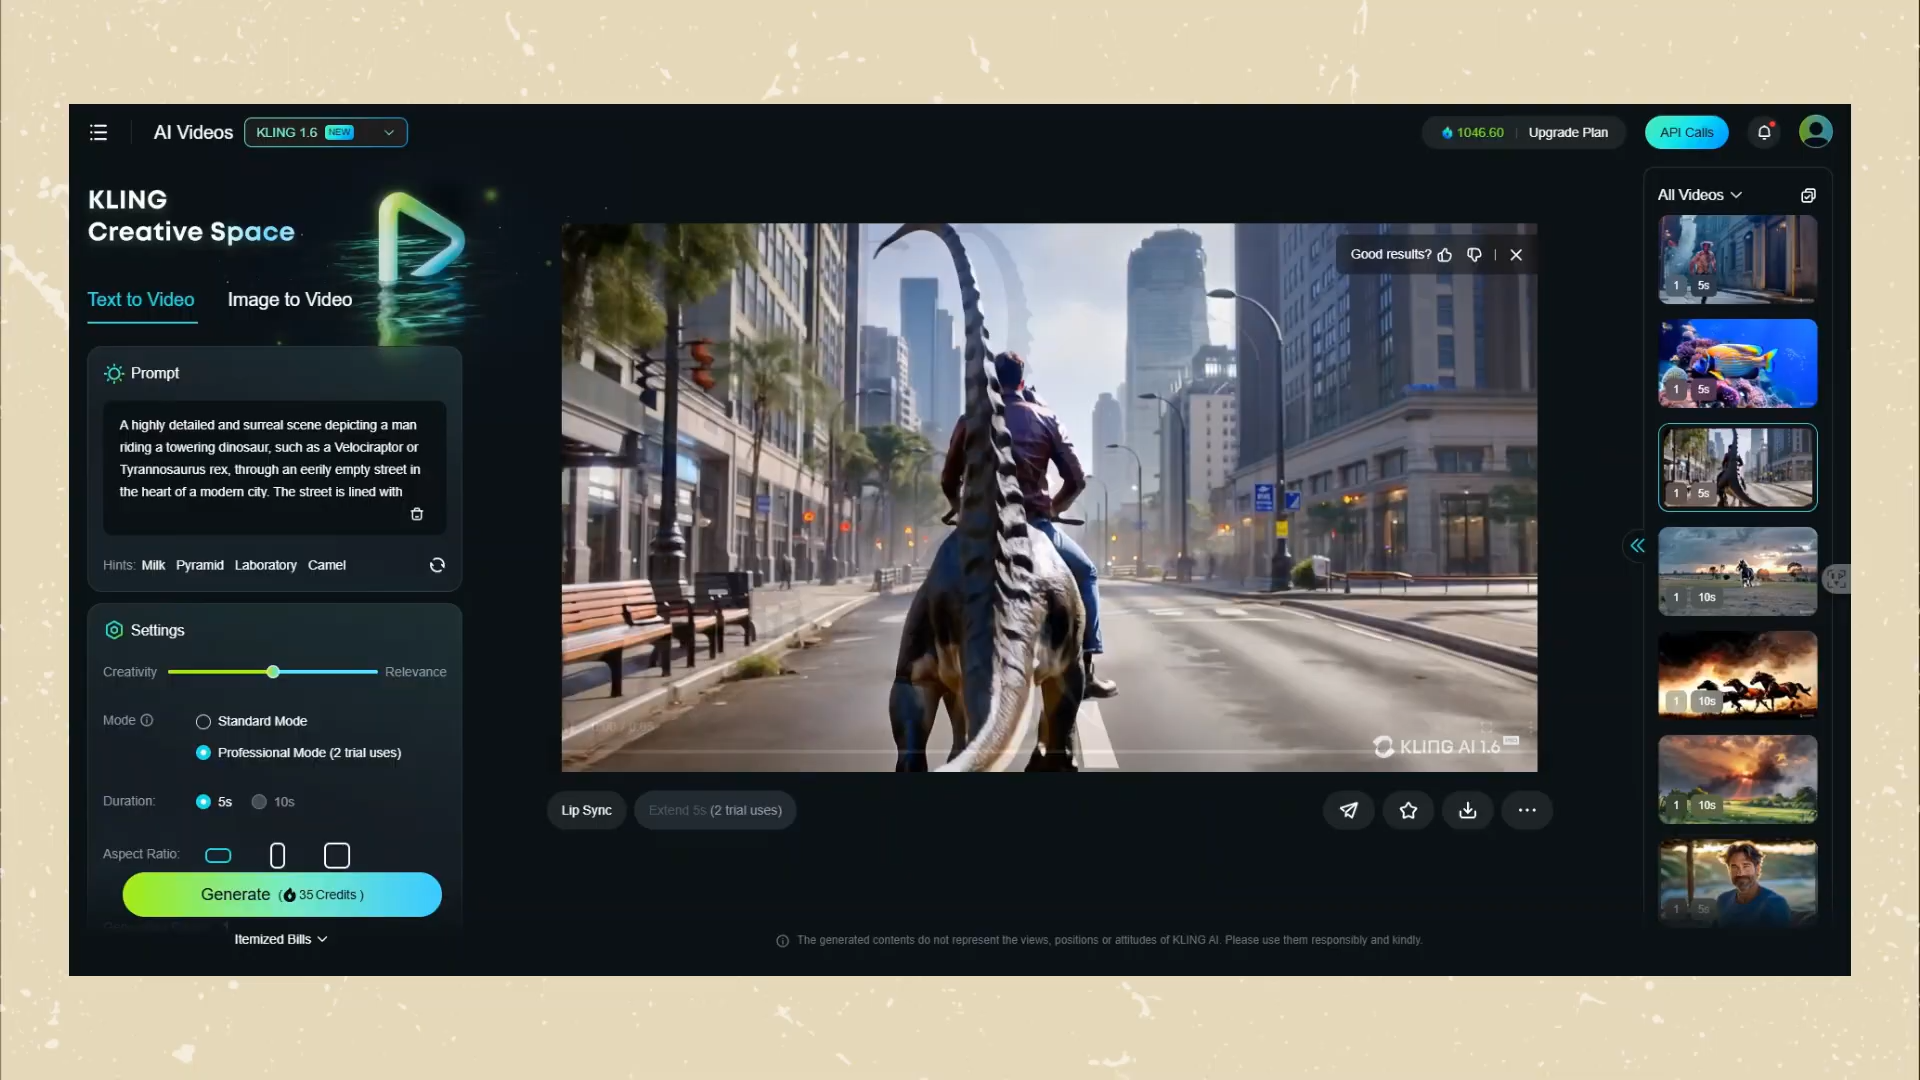 AI Videos
KLING 1.6 NEW
1046.60
Upgrade Plan
API Calls
KLING
Creative Space
Text to Video
Image to Video
Prompt
A highly detailed and surreal scene depicting a man
riding a towering dinosaur, such as a Velociraptor or
Tyrannosaurus rex, through an eerily empty street in
the heart of a modern city. The street is lined with
Hints: Milk Pyramid Laboratory Camel
Settings
Creativity
Relevance
Mode
Standard Mode
Professional Mode (2 trial uses)
Duration:
5s
10s
Aspect Ratio:
Generate ( 35 Credits )
Itemized Bills
Good results?
KLING AI 1.6
Lip Sync
Extend 5s (2 trial uses)
The generated contents do not represent the views, positions or attitudes of KLING AI. Please use them responsibly and kindly.
All Videos
1 5s
1 5s
1 5s
1 10s
1 10s
1 10s
1 5s